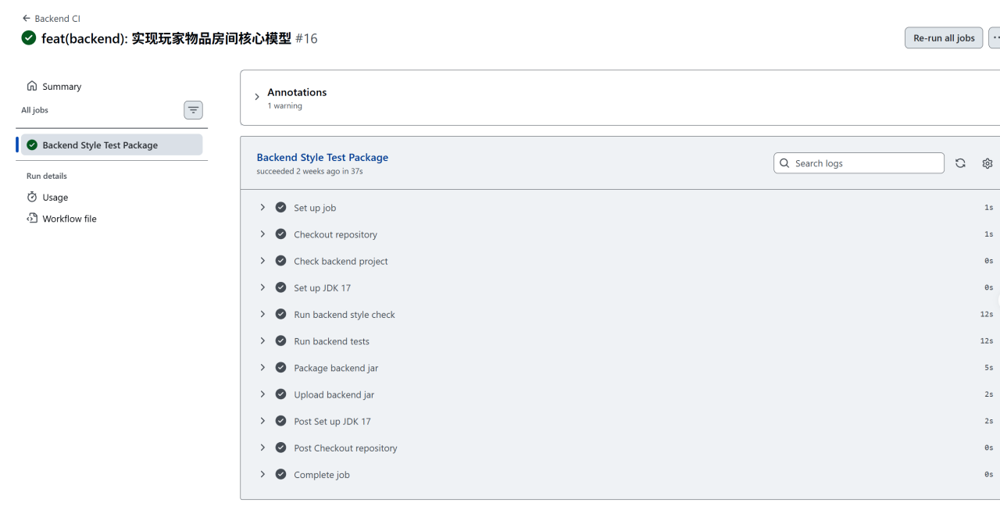 Backend CI
feat(backend): 实现玩家物品房间核心模型 #16
Re-run all jobs
Summary
All jobs
Backend Style Test Package
Run details
Usage
Workflow file
Annotations
1 warning
Backend Style Test Package
succeeded 2 weeks ago in 37s
Search logs
Set up job 1s
Checkout repository 1s
Check backend project 0s
Set up JDK 17 0s
Run backend style check 12s
Run backend tests 12s
Package backend jar 5s
Upload backend jar 2s
Post Set up JDK 17 2s
Post Checkout repository 0s
Complete job 0s